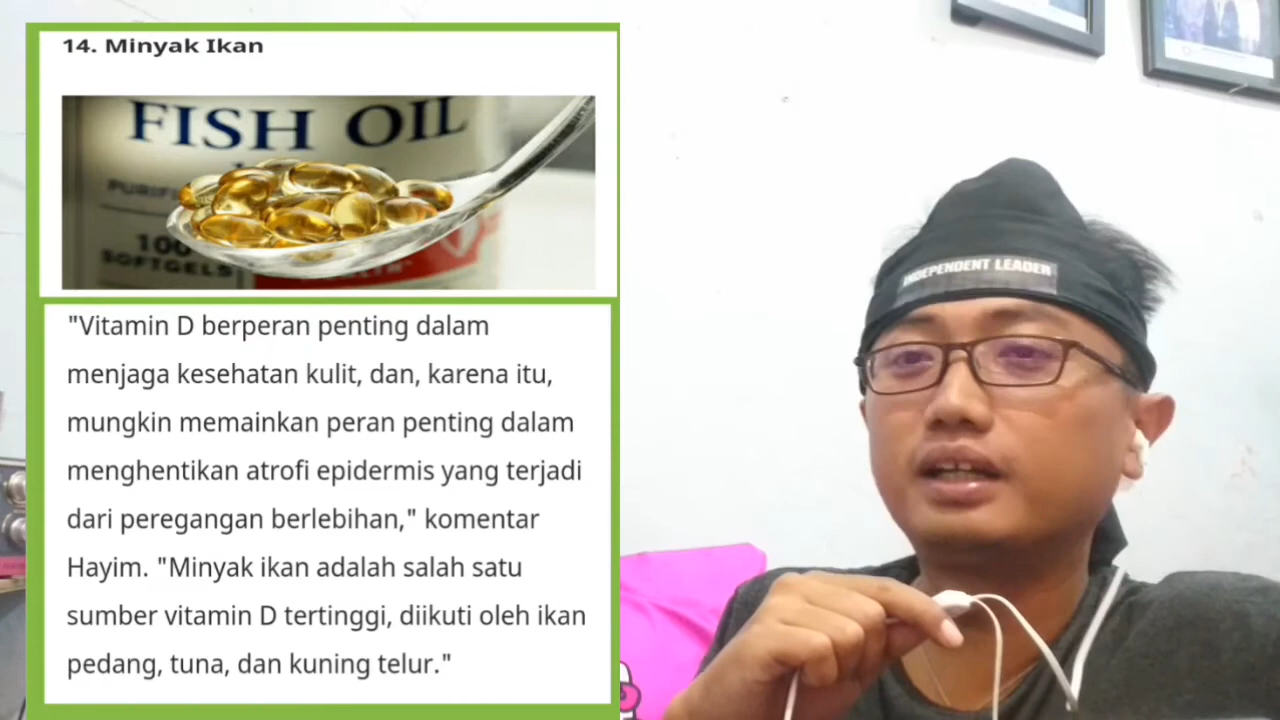 14. Minyak Ikan
FISH OIL
100
SOFTGELS
"Vitamin D berperan penting dalam
menjaga kesehatan kulit, dan, karena itu,
mungkin memainkan peran penting dalam
menghentikan atrofi epidermis yang terjadi
dari peregangan berlebihan," komentar
Hayim. "Minyak ikan adalah salah satu
sumber vitamin D tertinggi, diikuti oleh ikan
pedang, tuna, dan kuning telur."
INDEPENDENT LEADER